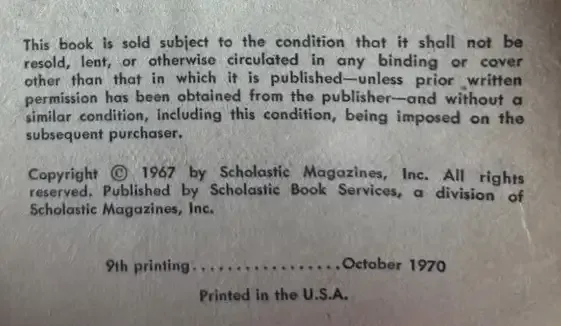 This book is sold subject to the condition that it shall not be
resold, lent, or otherwise circulated in any binding or cover
other than that in which it is published—unless prior written
permission has been obtained from the publisher—and without a
similar condition, including this condition, being imposed on the
subsequent purchaser.
Copyright © 1967 by Scholastic Magazines, Inc. All rights
reserved. Published by Scholastic Book Services, a division of
Scholastic Magazines, Inc.
9th printing.................October 1970
Printed in the U.S.A.